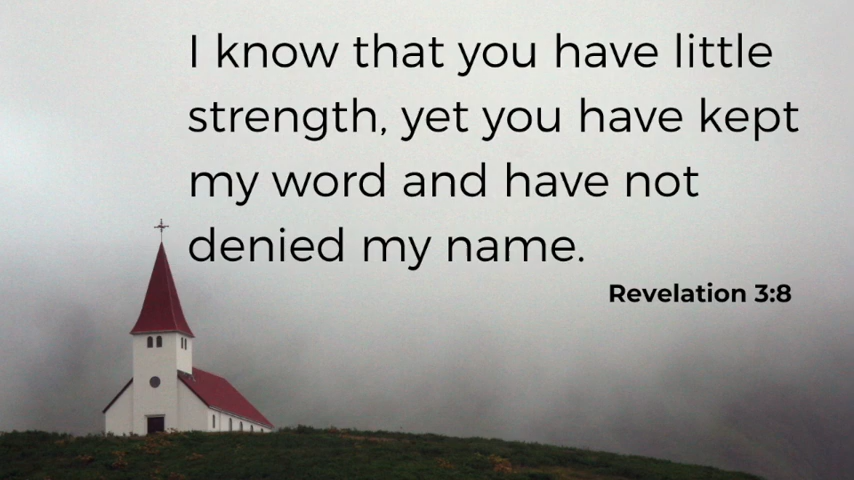 I know that you have little
strength, yet you have kept
my word and have not
denied my name.
Revelation 3:8